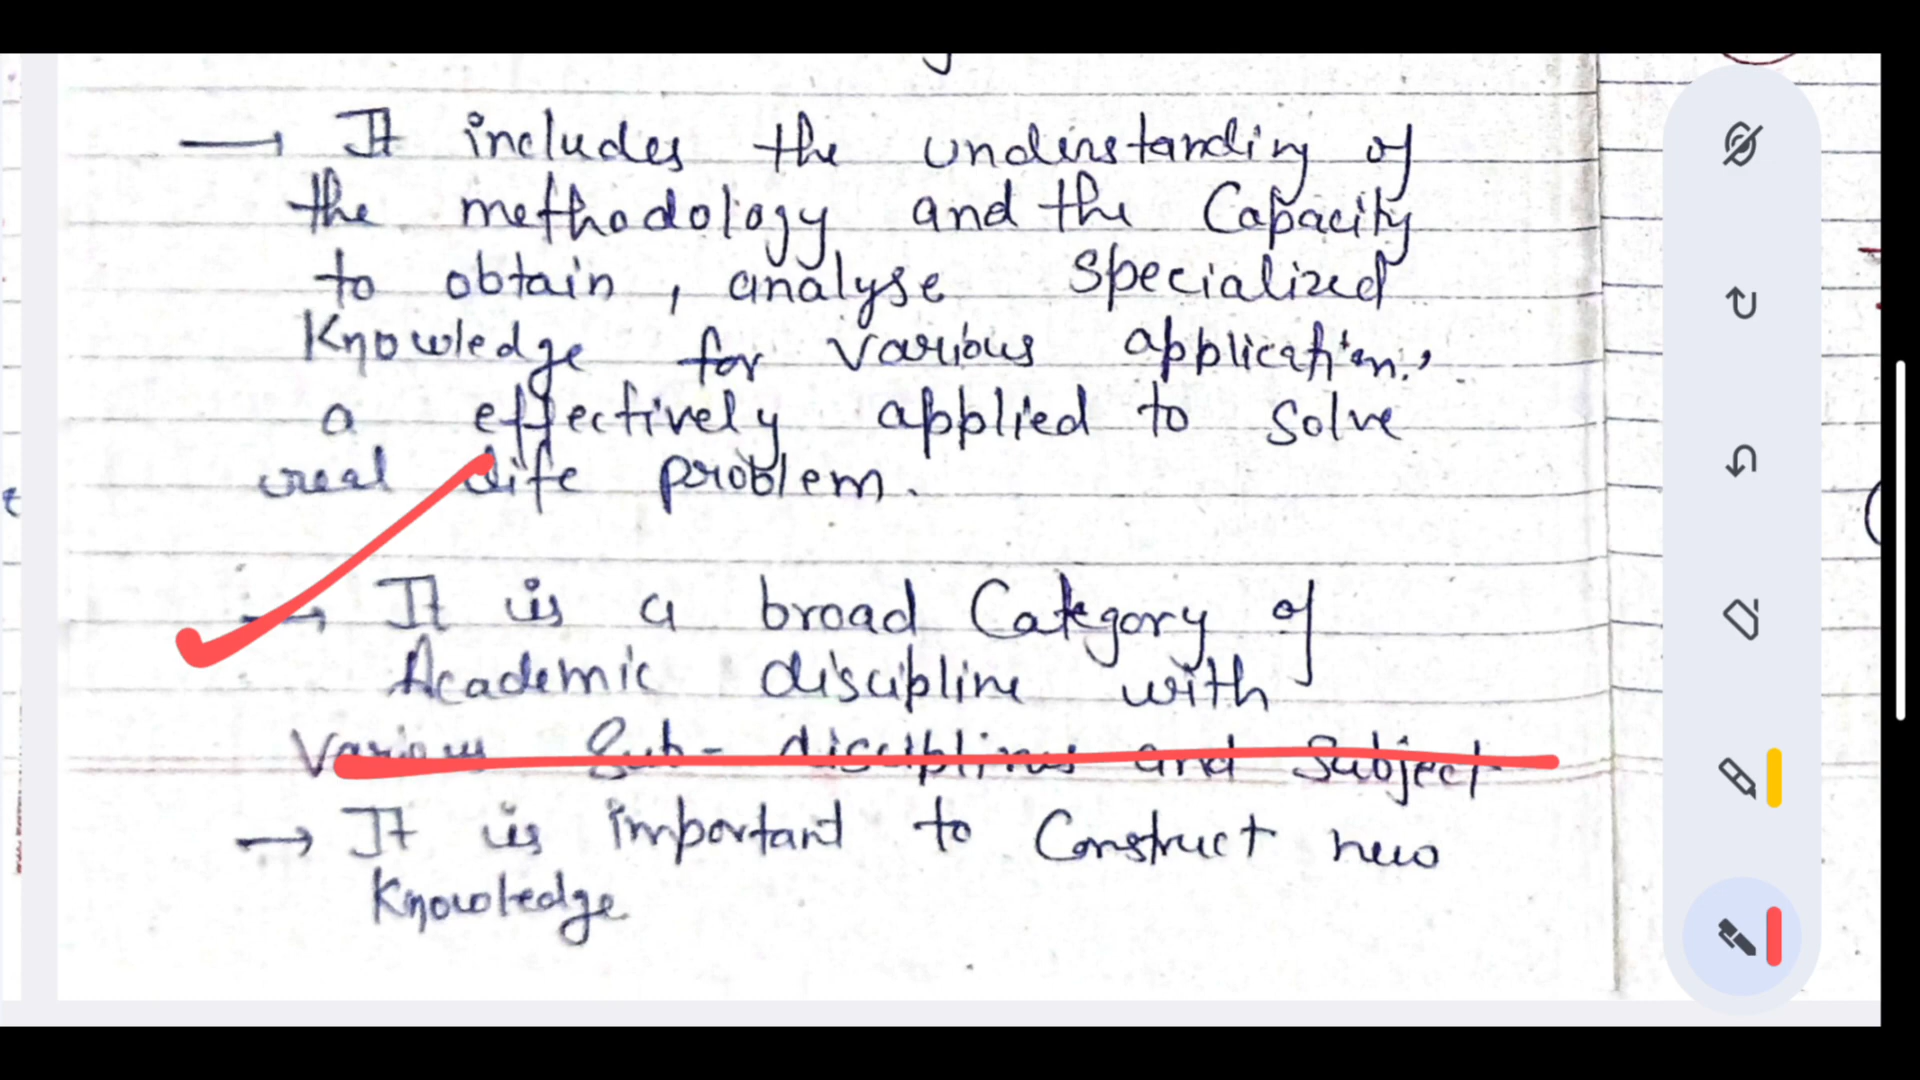 → It includes the understanding of
the methodology and the Capacity
to obtain, analyse specialized
Knowledge for various application.,
a effectively applied to solve
real life problem.
→ It is a broad Category of
Academic discipline with
Various Sub-disciplines and Subject
→ It is important to Construct new
Knowledge